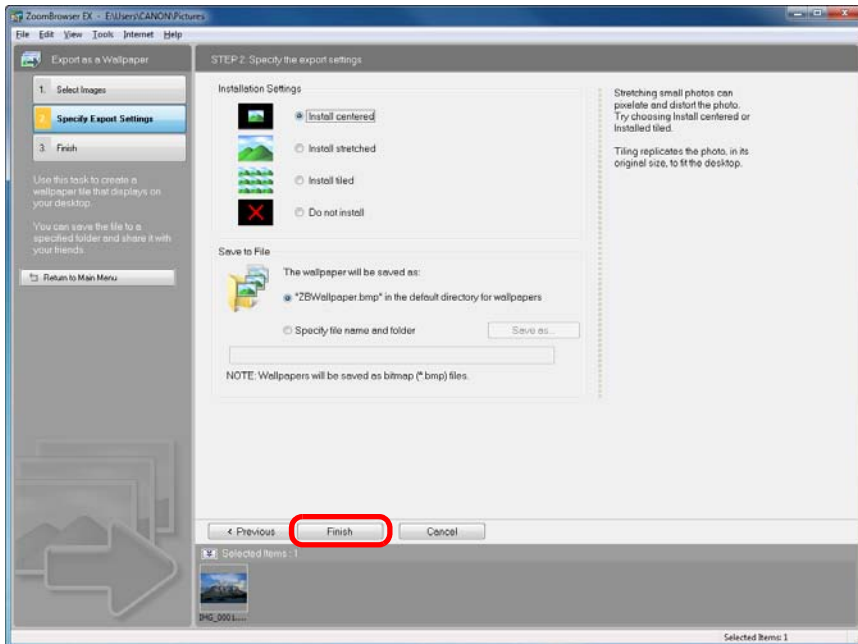 ZoomBrowser EX - E:\Users\CANON\Pictures
File Edit View Tools Internet Help
Export as a Wallpaper
STEP 2: Specify the export settings
1. Select Images
2. Specify Export Settings
3. Finish
Use this task to create a
wallpaper file that displays on
your desktop.
You can save the file to a
specified folder and share it with
your friends.
Return to Main Menu
Installation Settings
Install centered
Install stretched
Install tiled
Do not install
Save to File
The wallpaper will be saved as:
"ZBWallpaper.bmp" in the default directory for wallpapers
Specify file name and folder
Save as...
NOTE: Wallpapers will be saved as bitmap (*.bmp) files.
Stretching small photos can
pixelate and distort the photo.
Try choosing Install centered or
Installed tiled.
Tiling replicates the photo, in its
original size, to fit the desktop.
< Previous
Finish
Cancel
Selected Items : 1
IMG_0001....
Selected Items: 1